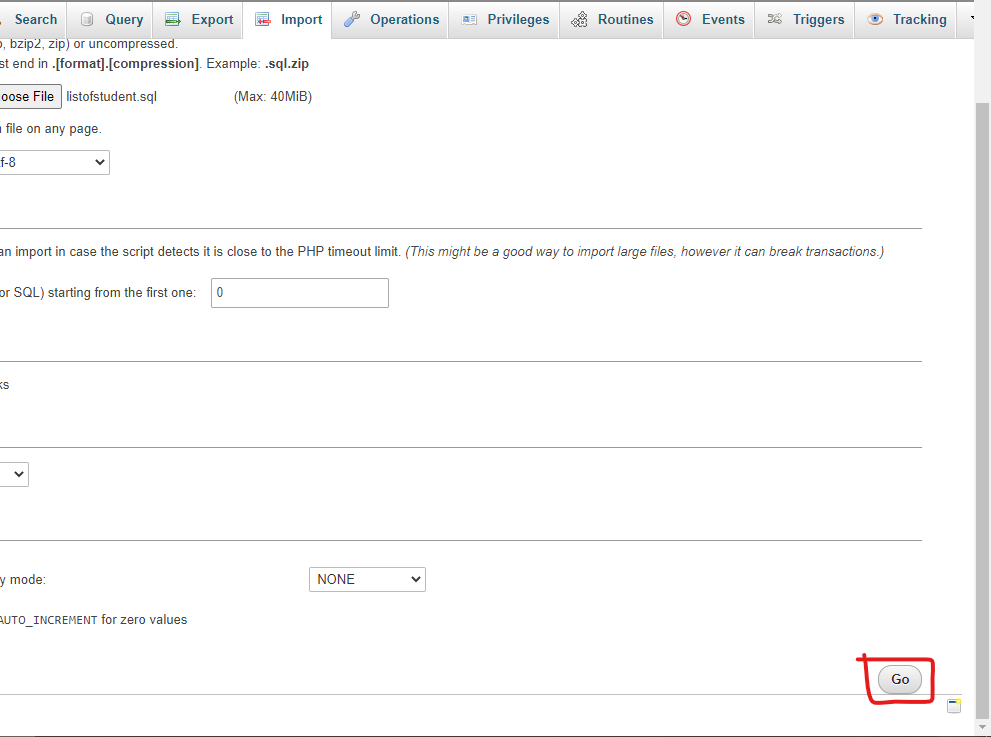 Search Query Export Import Operations Privileges Routines Events Triggers Tracking
, bzip2, zip) or uncompressed.
st end in .[format].[compression]. Example: .sql.zip
oose File listofstudent.sql (Max: 40MiB)
file on any page.
f-8
an import in case the script detects it is close to the PHP timeout limit. (This might be a good way to import large files, however it can break transactions.)
or SQL) starting from the first one: 0
ks
y mode: NONE
AUTO_INCREMENT for zero values
Go